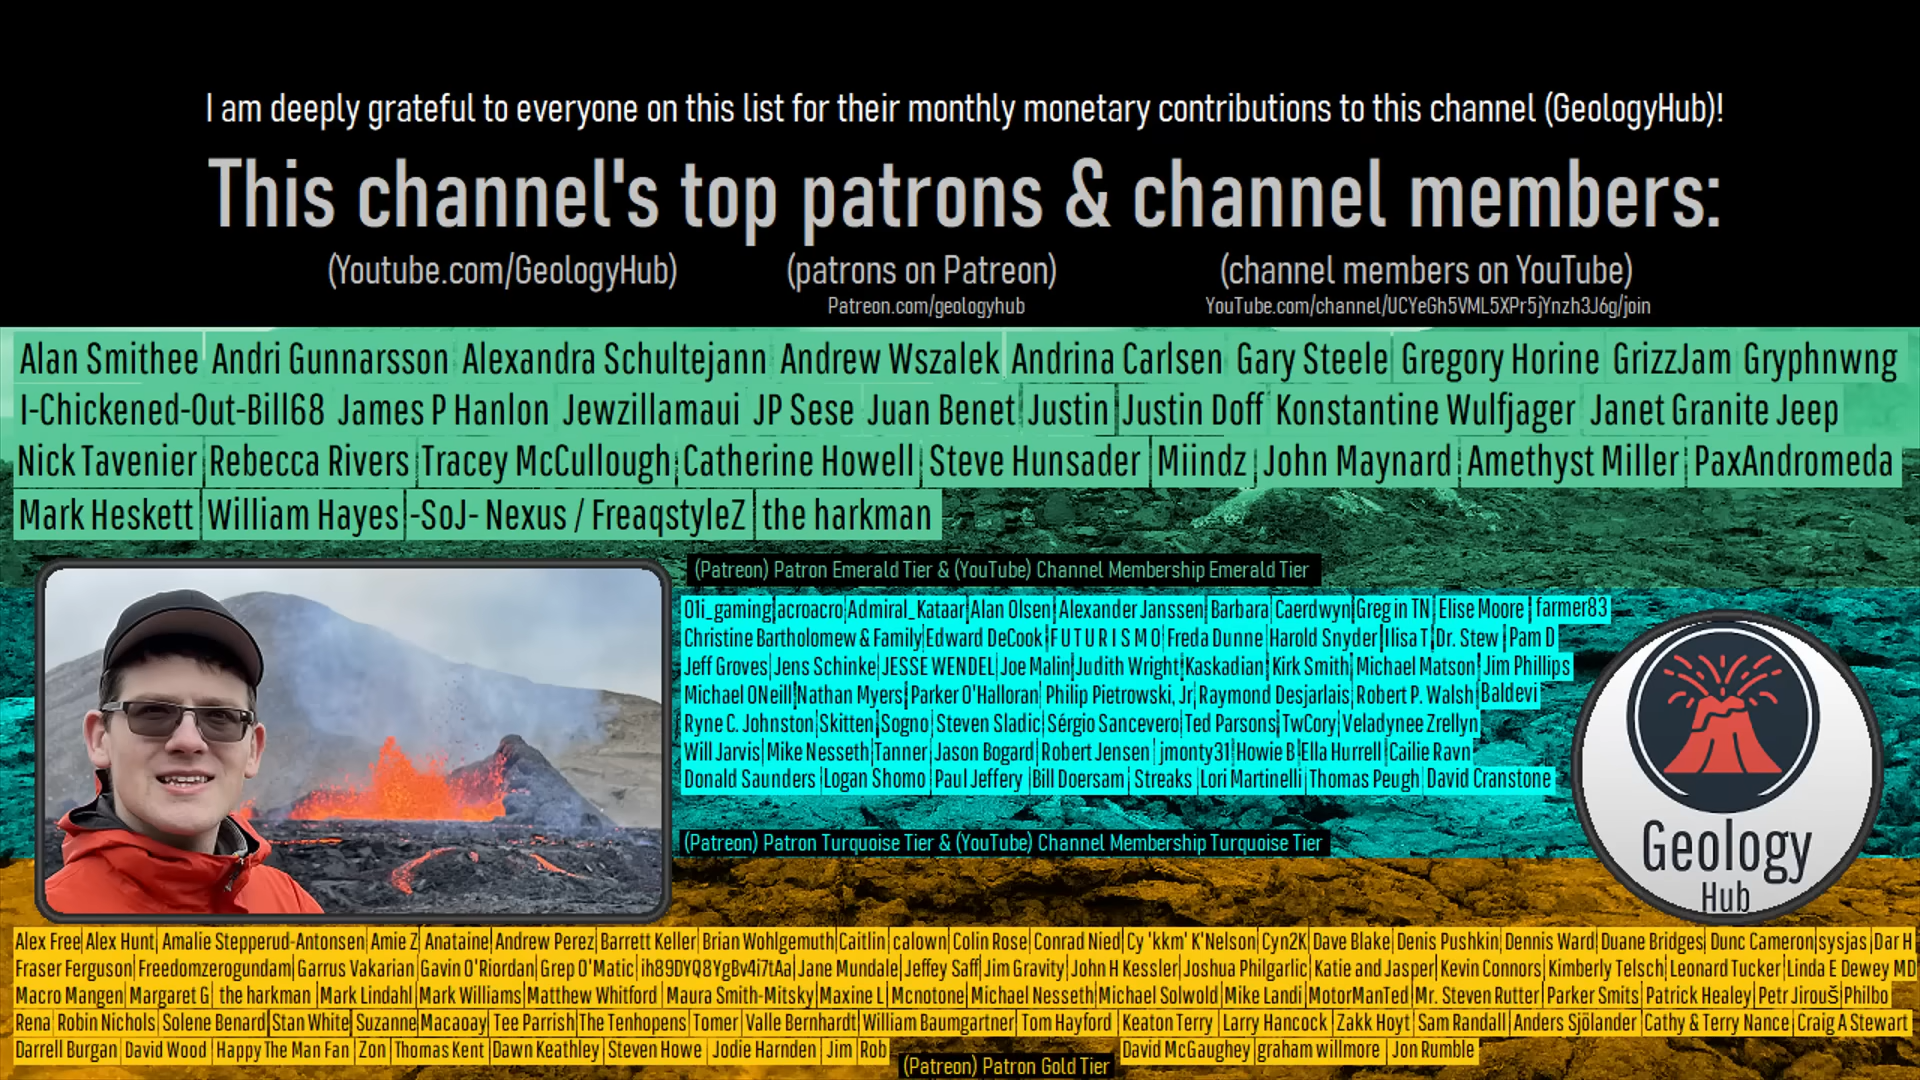 I am deeply grateful to everyone on this list for their monthly monetary contributions to this channel (GeologyHub)!
This channel's top patrons & channel members:
(Youtube.com/GeologyHub) (patrons on Patreon) (channel members on YouTube)
Patreon.com/geologyhub YouTube.com/channel/UCYeGh5VML5XPr5jYnzh3J6g/join
Alan Smithee Andri Gunnarsson Alexandra Schultejann Andrew Wszalek Andrina Carlsen Gary Steele Gregory Horine GrizzJam Gryphnwng
I-Chickened-Out-Bill68 James P Hanlon Jewzillamaui JP Sese Juan Benet Justin Justin Doff Konstantine Wulfjager Janet Granite Jeep
Nick Tavenier Rebecca Rivers Tracey McCullough Catherine Howell Steve Hunsader Miindz John Maynard Amethyst Miller PaxAndromeda
Mark Heskett William Hayes -SoJ- Nexus / FreaqstyleZ the harkman
(Patreon) Patron Emerald Tier & (YouTube) Channel Membership Emerald Tier
01i_gaming acroacro Admiral_Kataar Alan Olsen Alexander Janssen Barbara Caerdwyn Greg in TN Elise Moore farmer83
Christine Bartholomew & Family Edward DeCook F U T U R I S M O Freda Dunne Harold Snyder Ilisa T Dr. Stew Pam D
Jeff Groves Jens Schinke JESSE WENDEL Joe Malin Judith Wright Kaskadian Kirk Smith Michael Matson Jim Phillips
Michael ONeill Nathan Myers Parker O'Halloran Philip Pietrowski, Jr Raymond Desjarlais Robert P. Walsh Baldevi
Ryne C. Johnston Skitten Sogno Steven Sladic Sérgio Sancevero Ted Parsons TwCory Veladynee Zrellyn
Will Jarvis Mike Nesseth Tanner Jason Bogard Robert Jensen jmonty31 Howie B Ella Hurrell Cailie Ravn
Donald Saunders Logan Shomo Paul Jeffery Bill Doersam Streaks Lori Martinelli Thomas Peugh David Cranstone
(Patreon) Patron Turquoise Tier & (YouTube) Channel Membership Turquoise Tier
Geology
Hub
Alex Free Alex Hunt Amalie Stepperud-Antonsen Amie Z Anataine Andrew Perez Barrett Keller Brian Wohlgemuth Caitlin calown Colin Rose Conrad Nied Cy 'kkm' K'Nelson Cyn2K Dave Blake Denis Pushkin Dennis Ward Duane Bridges Dunc Cameron sysjas Dar H
Fraser Ferguson Freedomzerogundam Garrus Vakarian Gavin O'Riordan Grep O'Matic ih89DYQ8YgBv4i7tAa Jane Mundale Jeffey Saff Jim Gravity John H Kessler Joshua Philgarlic Katie and Jasper Kevin Connors Kimberly Telsch Leonard Tucker Linda E Dewey MD
Macro Mangen Margaret G the harkman Mark Lindahl Mark Williams Matthew Whitford Maura Smith-Mitsky Maxine L Mcnotone Michael Nesseth Michael Solwold Mike Landi MotorManTed Mr. Steven Rutter Parker Smits Patrick Healey Petr Jirouš Philbo
Rena Robin Nichols Solene Benard Stan White Suzanne Macaoay Tee Parrish The Tenhopens Tomer Valle Bernhardt William Baumgartner Tom Hayford Keaton Terry Larry Hancock Zakk Hoyt Sam Randall Anders Sjölander Cathy & Terry Nance Craig A Stewart
Darrell Burgan David Wood Happy The Man Fan Zon Thomas Kent Dawn Keathley Steven Howe Jodie Harnden Jim Rob David McGaughey graham willmore Jon Rumble
(Patreon) Patron Gold Tier